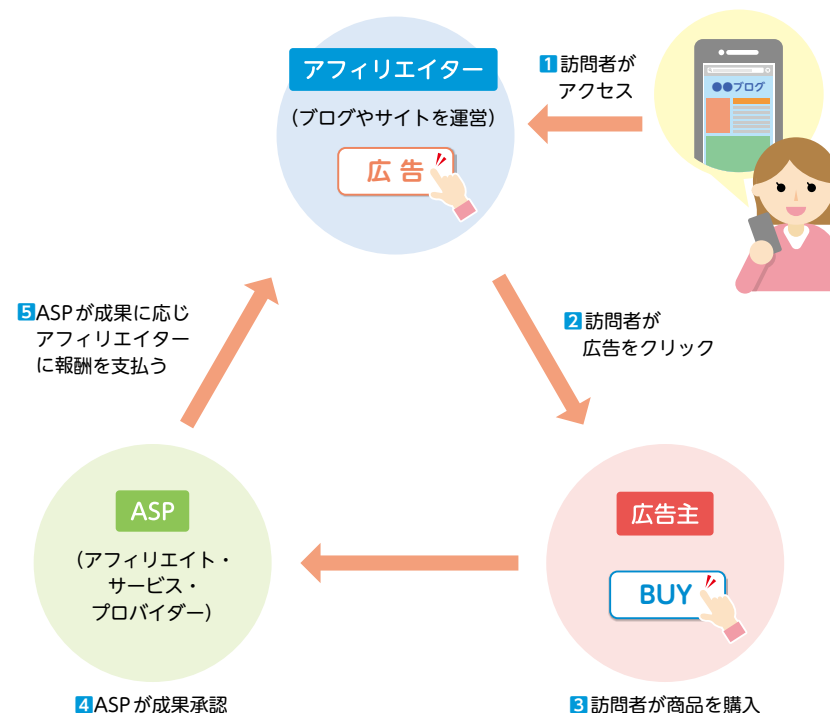 アフィリエイター
(ブログやサイトを運営)
広告
1訪問者が
アクセス
●●ブログ
2訪問者が
広告をクリック
広告主
BUY
3訪問者が商品を購入
ASP
(アフィリエイト・
サービス・
プロバイダー)
4ASPが成果承認
5ASPが成果に応じ
アフィリエイター
に報酬を支払う